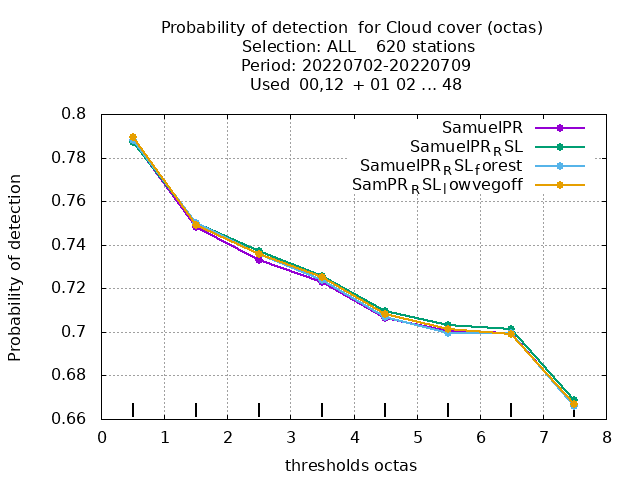 Probability of detection  for Cloud cover (octas)
Selection: ALL    620 stations
Period: 20220702-20220709
Used  00,12  + 01 02 ... 48
0.8
0.78
0.76
0.74
0.72
0.7
0.68
0.66
Probability of detection
SamuelPR
SamuelPR_RSL
SamuelPR_RSL_forest
SamPR_RSL_lowvegoff
0 1 2 3 4 5 6 7 8
thresholds octas